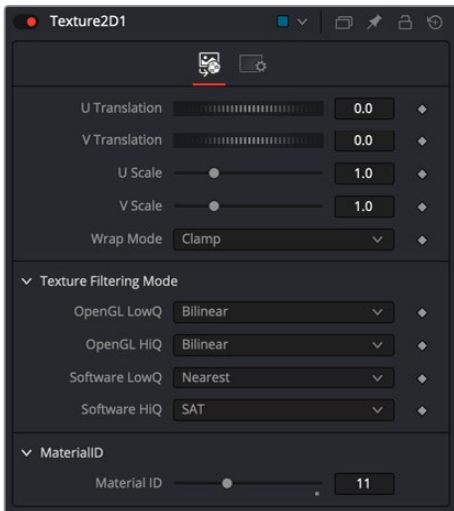 Texture2D1
U Translation 0.0
V Translation 0.0
U Scale 1.0
V Scale 1.0
Wrap Mode Clamp
Texture Filtering Mode
OpenGL LowQ Bilinear
OpenGL HiQ Bilinear
Software LowQ Nearest
Software HiQ SAT
MaterialID
Material ID 11